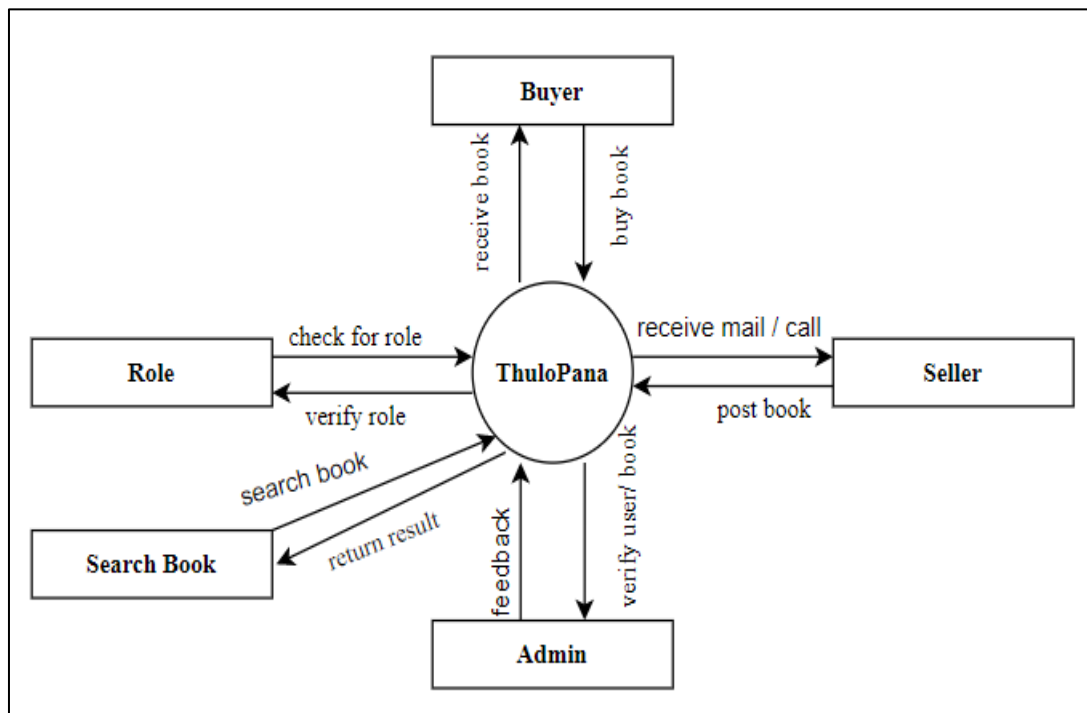 Buyer
receive book
buy book
check for role
receive mail / call
Role
ThuloPana
Seller
verify role
post book
search book
return result
Search Book
feedback
verify user/ book
Admin